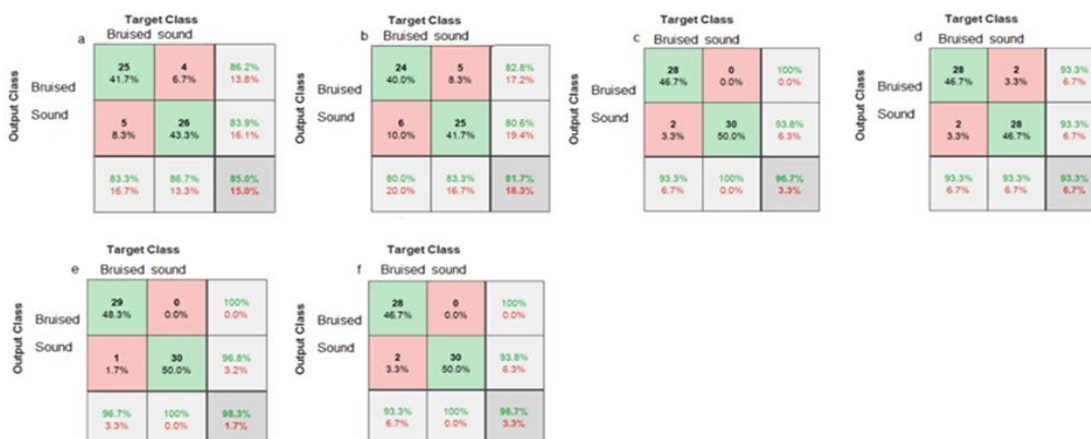 Target Class
a Bruised sound
Output Class
Bruised
Sound
25 4 86.2%
41.7% 6.7% 13.8%
5 26 83.9%
8.3% 43.3% 16.1%
83.3% 86.7% 85.0%
16.7% 13.3% 15.0%
Target Class
b Bruised sound
Output Class
Bruised
Sound
24 5 82.8%
40.0% 8.3% 17.2%
6 25 80.6%
10.0% 41.7% 19.4%
80.0% 83.3% 81.7%
20.0% 16.7% 18.3%
Target Class
c Bruised sound
Output Class
Bruised
Sound
28 0 100%
46.7% 0.0% 0.0%
2 30 93.8%
3.3% 50.0% 6.3%
93.3% 100% 96.7%
6.7% 0.0% 3.3%
Target Class
d Bruised sound
Output Class
Bruised
Sound
28 2 93.3%
46.7% 3.3% 6.7%
2 28 93.3%
3.3% 46.7% 6.7%
93.3% 93.3% 93.3%
6.7% 6.7% 6.7%
Target Class
e Bruised sound
Output Class
Bruised
Sound
29 0 100%
48.3% 0.0% 0.0%
1 30 96.8%
1.7% 50.0% 3.2%
96.7% 100% 98.3%
3.3% 0.0% 1.7%
Target Class
f Bruised sound
Output Class
Bruised
Sound
28 0 100%
46.7% 0.0% 0.0%
2 30 93.8%
3.3% 50.0% 6.3%
93.3% 100% 96.7%
6.7% 0.0% 3.3%